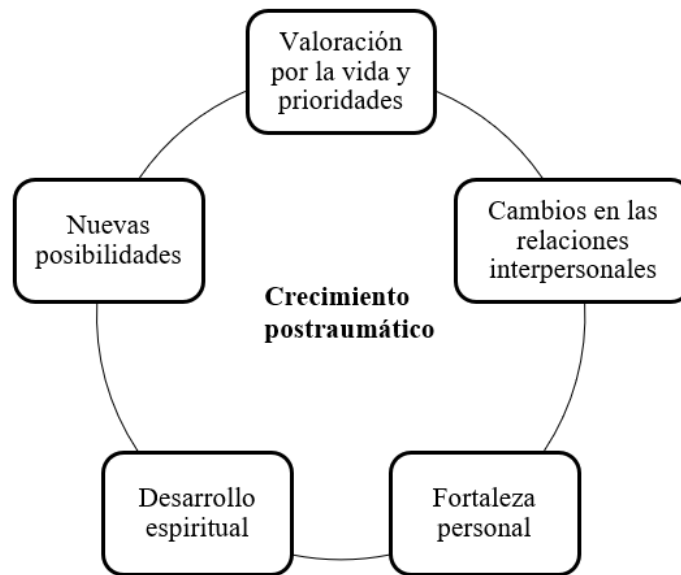 Valoración
por la vida y
prioridades
Nuevas
posibilidades
Cambios en las
relaciones
interpersonales
Crecimiento
postraumático
Desarrollo
espiritual
Fortaleza
personal